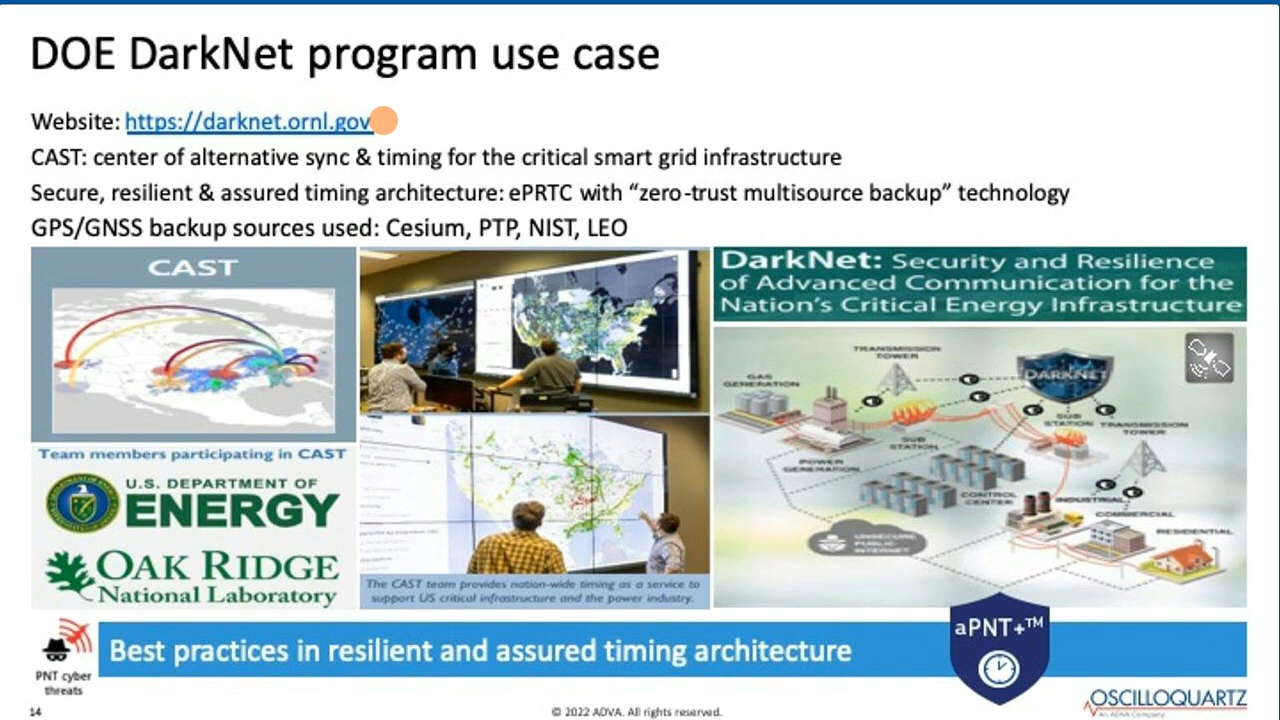 DOE DarkNet program use case
Website: https://darknet.ornl.gov
CAST: center of alternative sync & timing for the critical smart grid infrastructure
Secure, resilient & assured timing architecture: ePRTC with “zero-trust multisource backup” technology
GPS/GNSS backup sources used: Cesium, PTP, NIST, LEO
CAST
Team members participating in CAST
U.S. DEPARTMENT OF
ENERGY
OAK RIDGE
National Laboratory
The CAST team provides nation-wide timing as a service to
support US critical infrastructure and the power industry.
DarkNet: Security and Resilience
of Advanced Communication for the
Nation's Critical Energy Infrastructure
TRANSMISSION
TOWER
DARKNET
GAS
GENERATION
SUB
STATION
TRANSMISSION
TOWER
SUB
STATION
POWER
GENERATION
CONTROL
CENTER
INDUSTRIAL
COMMERCIAL
RESIDENTIAL
UNSECURE
PUBLIC
INTERNET
aPNT+™
Best practices in resilient and assured timing architecture
PNT cyber
threats
14
© 2022 ADVA. All rights reserved.
OSCILLOQUARTZ
An ADVA Company